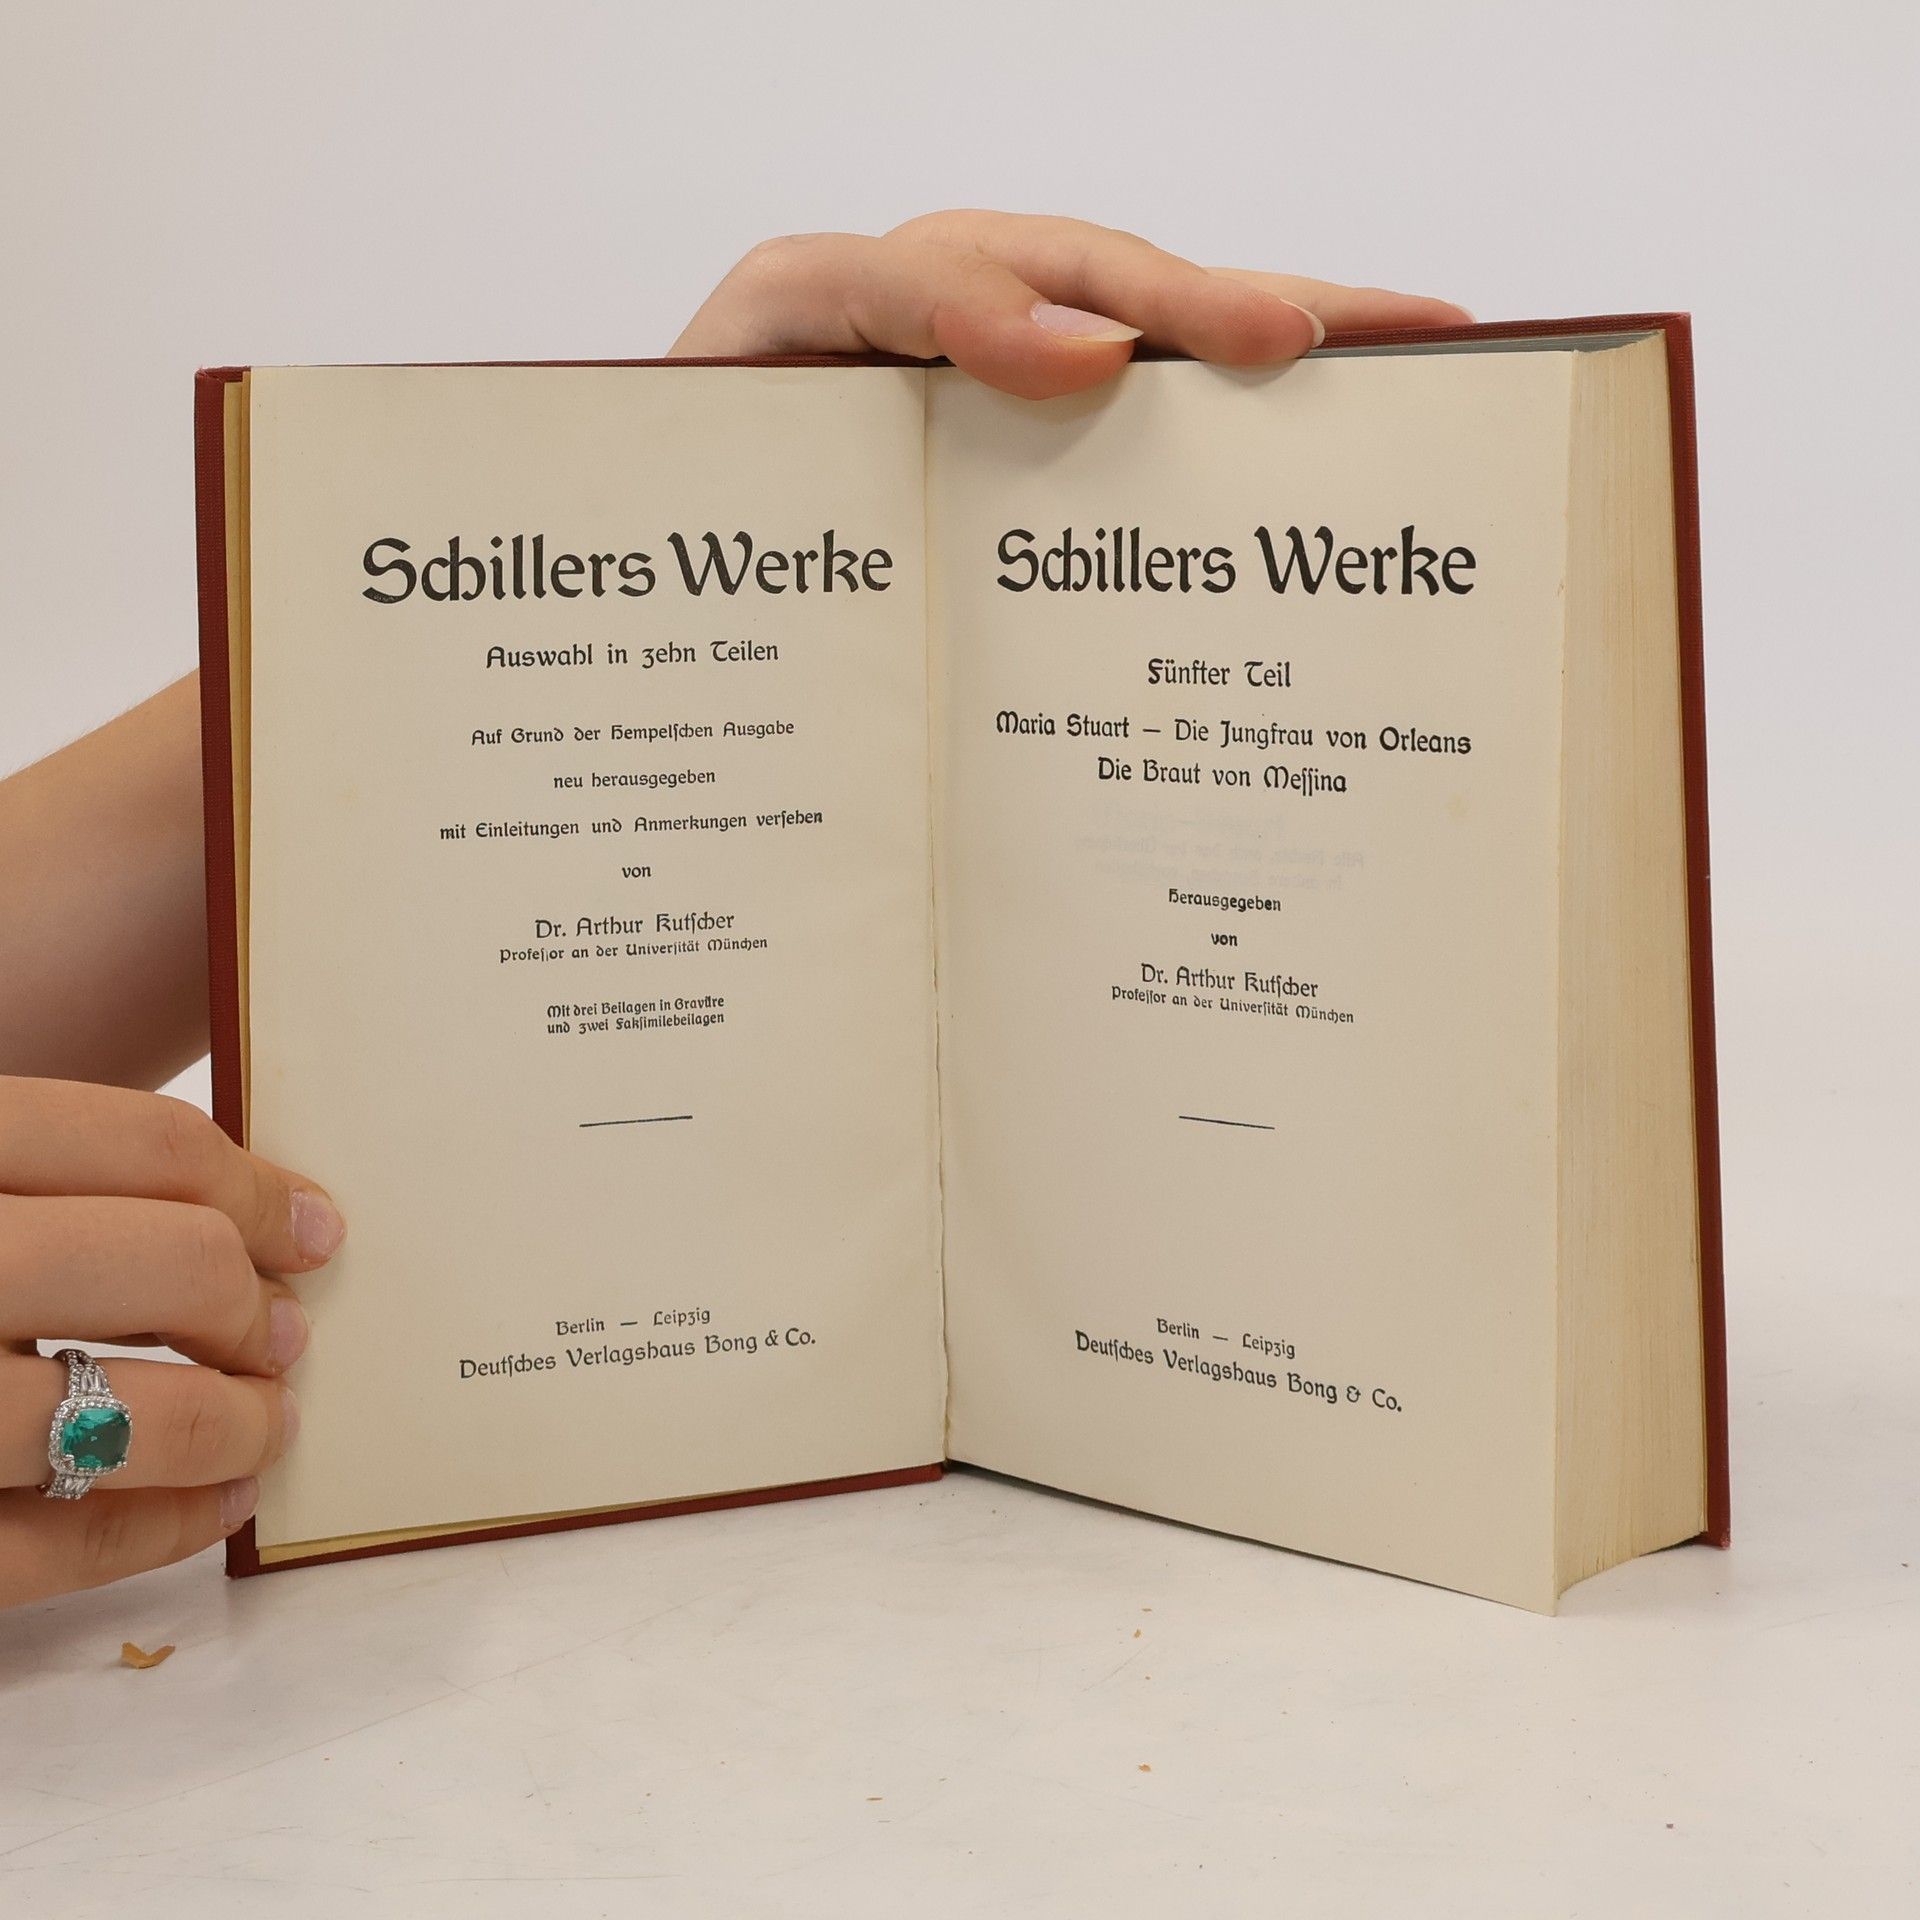 Schillers Werke
Auswahl in zehn Teilen
Auf Grund der Hempelſchen Ausgabe
neu herausgegeben
mit Einleitungen und Anmerkungen verſehen
von
Dr. Arthur Kutſcher
Profeſſor an der Univerſität München
Mit drei Beilagen in Gravüre
und zwei Fakſimilebeilagen
Berlin — Leipzig
Deutſches Verlagshaus Bong & Co.
Schillers Werke
Fünfter Teil
Maria Stuart — Die Jungfrau von Orleans
Die Braut von Meſſina
Herausgegeben
von
Dr. Arthur Kutſcher
Profeſſor an der Univerſität München
Berlin — Leipzig
Deutſches Verlagshaus Bong & Co.